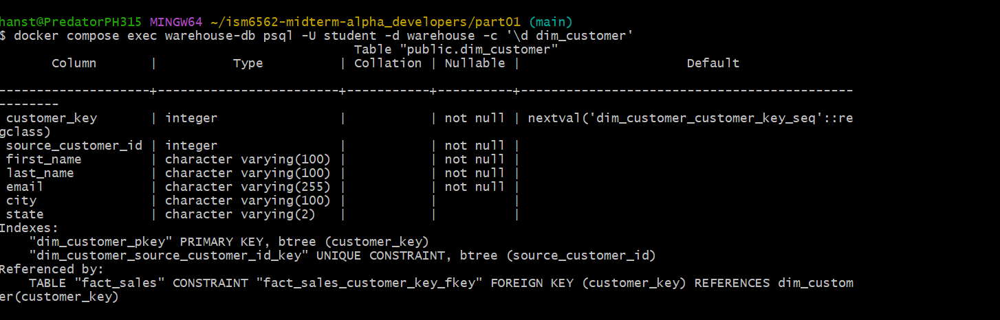 hanst@PredatorPH315 MINGW64 ~/ism6562-midterm-alpha_developers/part01 (main)
$ docker compose exec warehouse-db psql -U student -d warehouse -c '\d dim_customer'
                                               Table "public.dim_customer"
       Column       |          Type          | Collation | Nullable |                      Default                      
--------------------+------------------------+-----------+----------+--------------------------------------------
--------
 customer_key       | integer                |           | not null | nextval('dim_customer_customer_key_seq'::re
gclass)
 source_customer_id | integer                |           | not null |
 first_name         | character varying(100) |           | not null |
 last_name          | character varying(100) |           | not null |
 email              | character varying(255) |           | not null |
 city               | character varying(100) |           |          |
 state              | character varying(2)   |           |          |
Indexes:
    "dim_customer_pkey" PRIMARY KEY, btree (customer_key)
    "dim_customer_source_customer_id_key" UNIQUE CONSTRAINT, btree (source_customer_id)
Referenced by:
    TABLE "fact_sales" CONSTRAINT "fact_sales_customer_key_fkey" FOREIGN KEY (customer_key) REFERENCES dim_custom
er(customer_key)